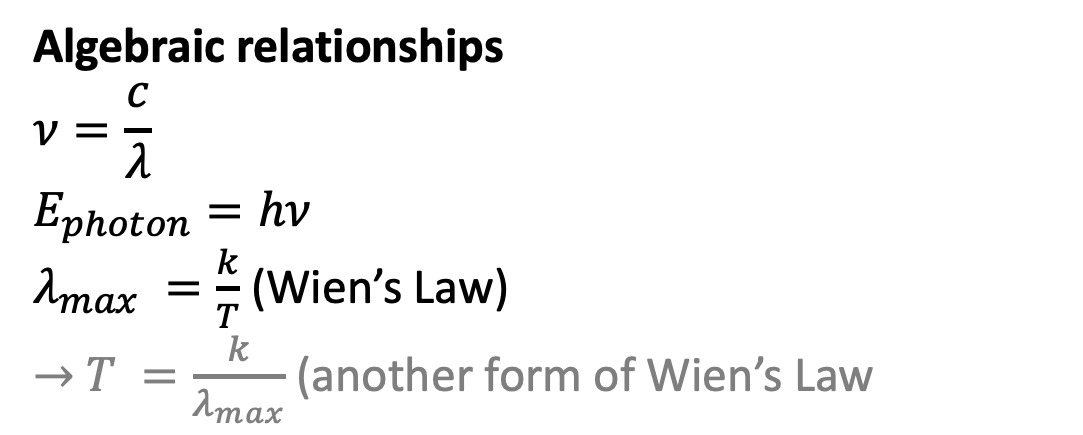 Algebraic relationships
ν = c/λ
E_photon = hν
λ_max = k/T (Wien’s Law)
→ T = k/λ_max (another form of Wien’s Law